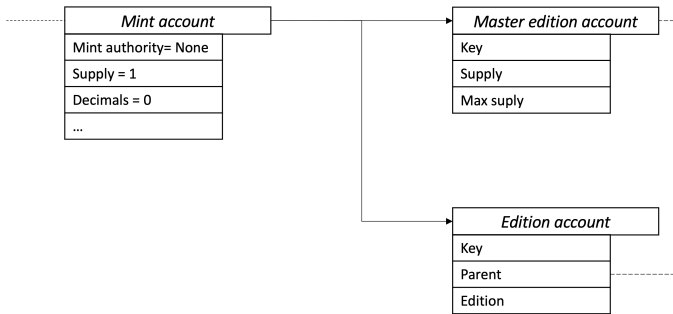 Mint account
Mint authority= None
Supply = 1
Decimals = 0
...
Master edition account
Key
Supply
Max suply
Edition account
Key
Parent
Edition